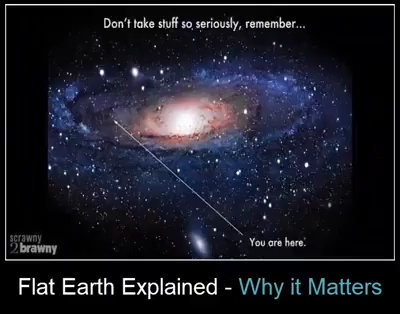 Don't take stuff so seriously, remember...
You are here.
scrawny
2brawny
Flat Earth Explained - Why it Matters